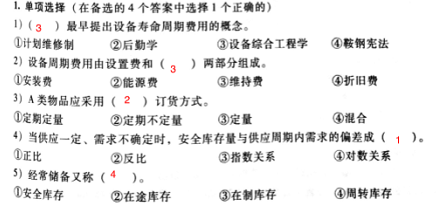 1. 单项选择（在备选的 4 个答案中选择 1 个正确的）
1)（ 3 ）最早提出设备寿命周期费用的概念。
①计划维修制 ②后勤学 ③设备综合工程学 ④鞍钢宪法
2）设备周期费用由设置费和（ 3 ）两部分组成。
①安装费 ②能源费 ③维持费 ④折旧费
3）A 类物品应采用（ 2 ）订货方式。
①定期定量 ②定期不定量 ③定量 ④混合
4）当供应一定、需求不确定时，安全库存量与供应周期内需求的偏差成（ 1 ）。
①正比 ②反比 ③指数关系 ④对数关系
5）经常储备又称（ 4 ）。
①安全库存 ②在途库存 ③在制库存 ④周转库存